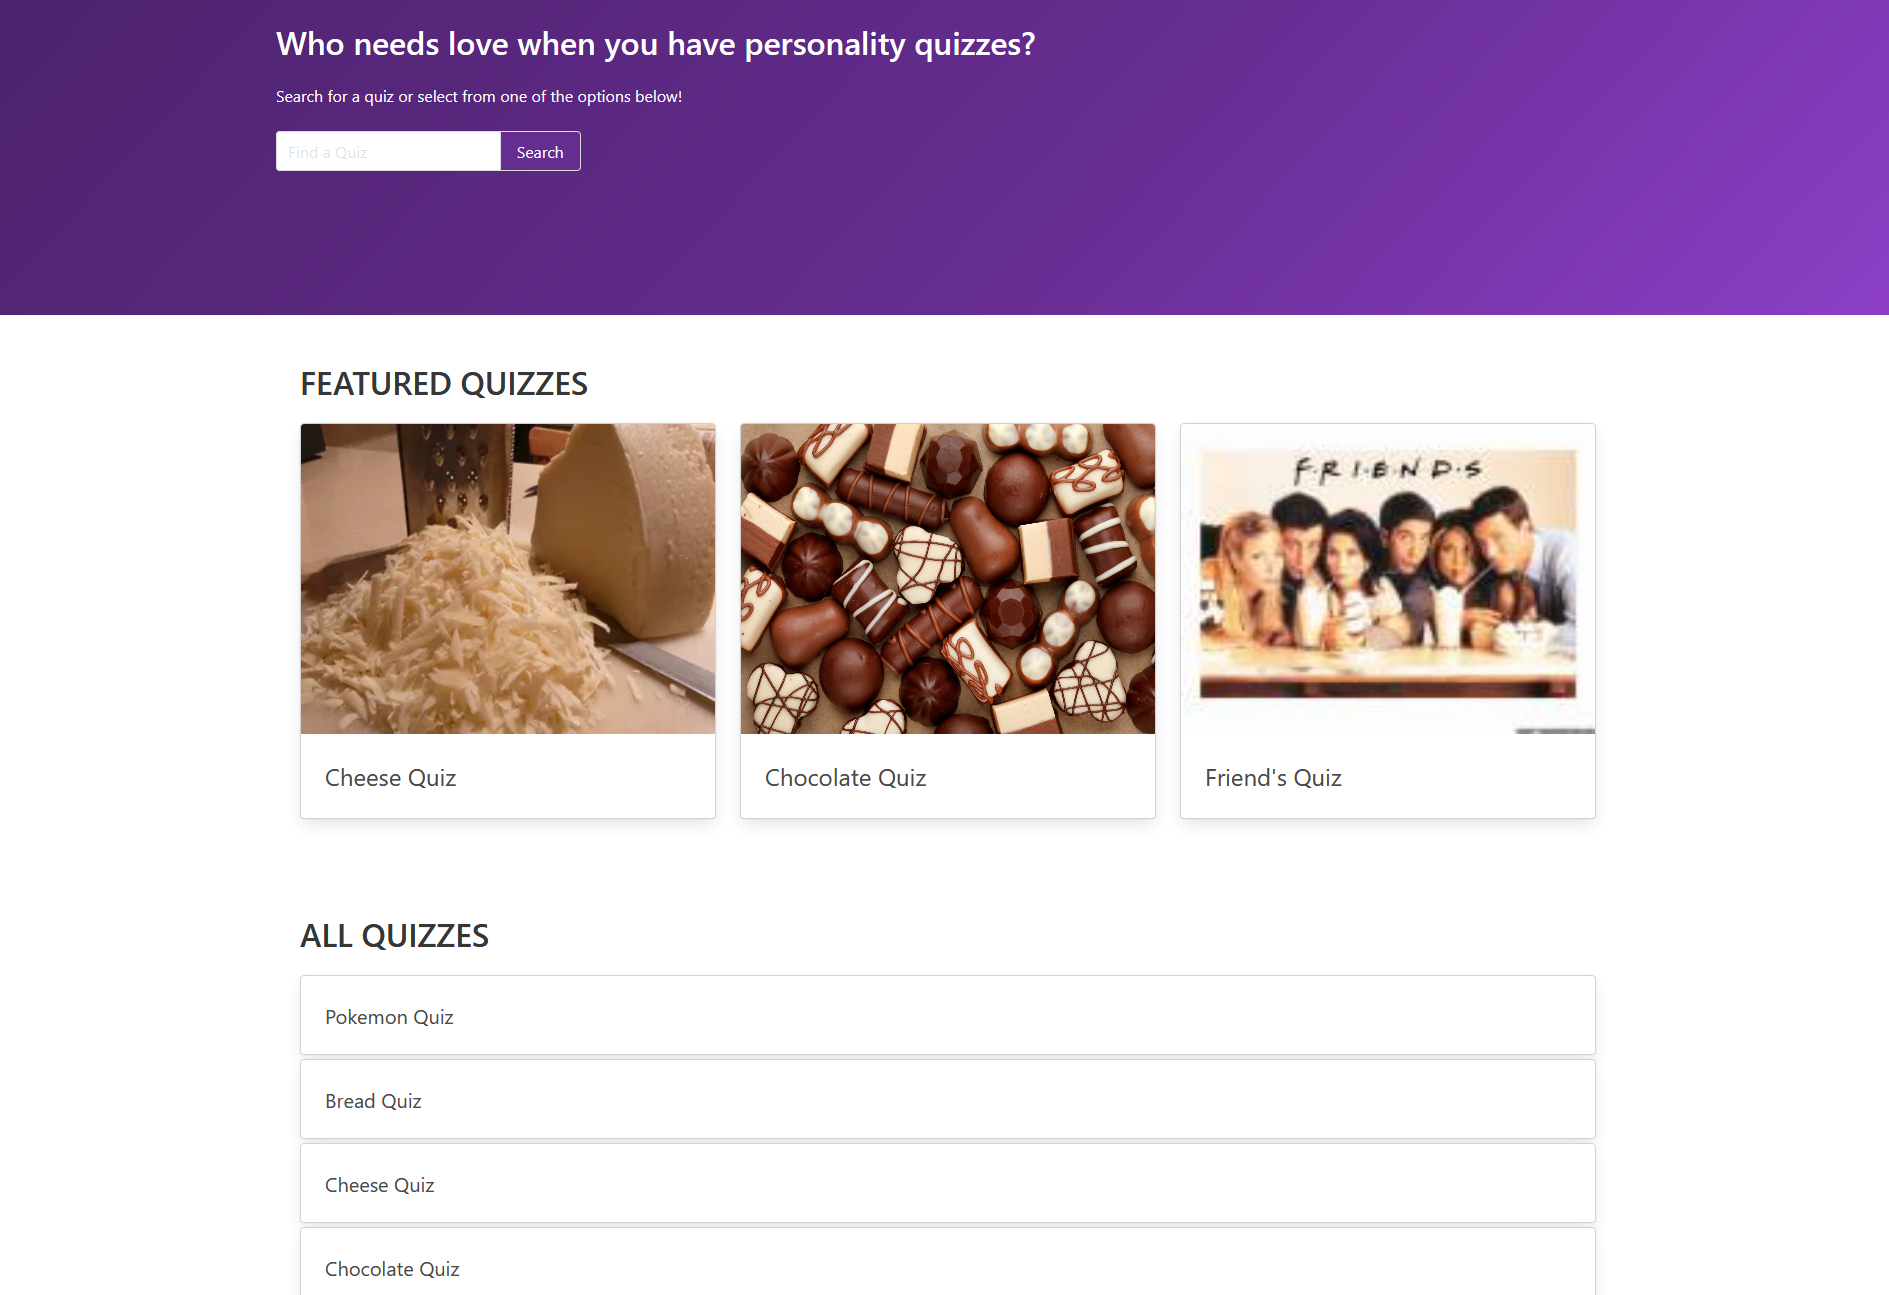 Who needs love when you have personality quizzes?
Search for a quiz or select from one of the options below!
Find a Quiz
Search
FEATURED QUIZZES
F·R·I·E·N·D·S
Cheese Quiz
Chocolate Quiz
Friend's Quiz
ALL QUIZZES
Pokemon Quiz
Bread Quiz
Cheese Quiz
Chocolate Quiz